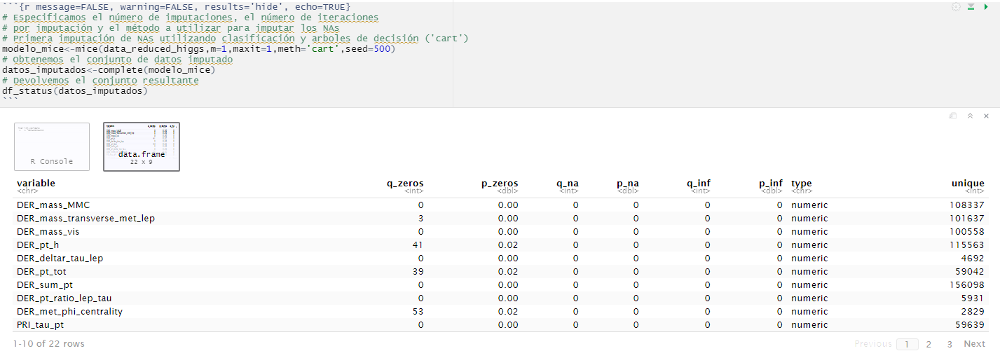 ```{r message=FALSE, warning=FALSE, results='hide', echo=TRUE}
# Especificamos el número de imputaciones, el número de iteraciones
# por imputación y el método a utilizar para imputar los NAs
# Primera imputación de NAs utilizando clasificación y arboles de decisión ('cart')
modelo_mice<-mice(data_reduced_higgs,m=1,maxit=1,meth='cart',seed=500)
# Obtenemos el conjunto de datos imputado
datos_imputados<-complete(modelo_mice)
# Devolvemos el conjunto resultante
df_status(datos_imputados)
```
R Console
data.frame
22 x 9
variable q_zeros p_zeros q_na p_na q_inf p_inf type unique
<chr> <int> <dbl> <int> <dbl> <int> <dbl> <chr> <int>
DER_mass_MMC 0 0.00 0 0 0 0 numeric 108337
DER_mass_transverse_met_lep 3 0.00 0 0 0 0 numeric 101637
DER_mass_vis 0 0.00 0 0 0 0 numeric 100558
DER_pt_h 41 0.02 0 0 0 0 numeric 115563
DER_deltar_tau_lep 0 0.00 0 0 0 0 numeric 4692
DER_pt_tot 39 0.02 0 0 0 0 numeric 59042
DER_sum_pt 0 0.00 0 0 0 0 numeric 156098
DER_pt_ratio_lep_tau 0 0.00 0 0 0 0 numeric 5931
DER_met_phi_centrality 53 0.02 0 0 0 0 numeric 2829
PRI_tau_pt 0 0.00 0 0 0 0 numeric 59639
1-10 of 22 rows Previous 1 2 3 Next